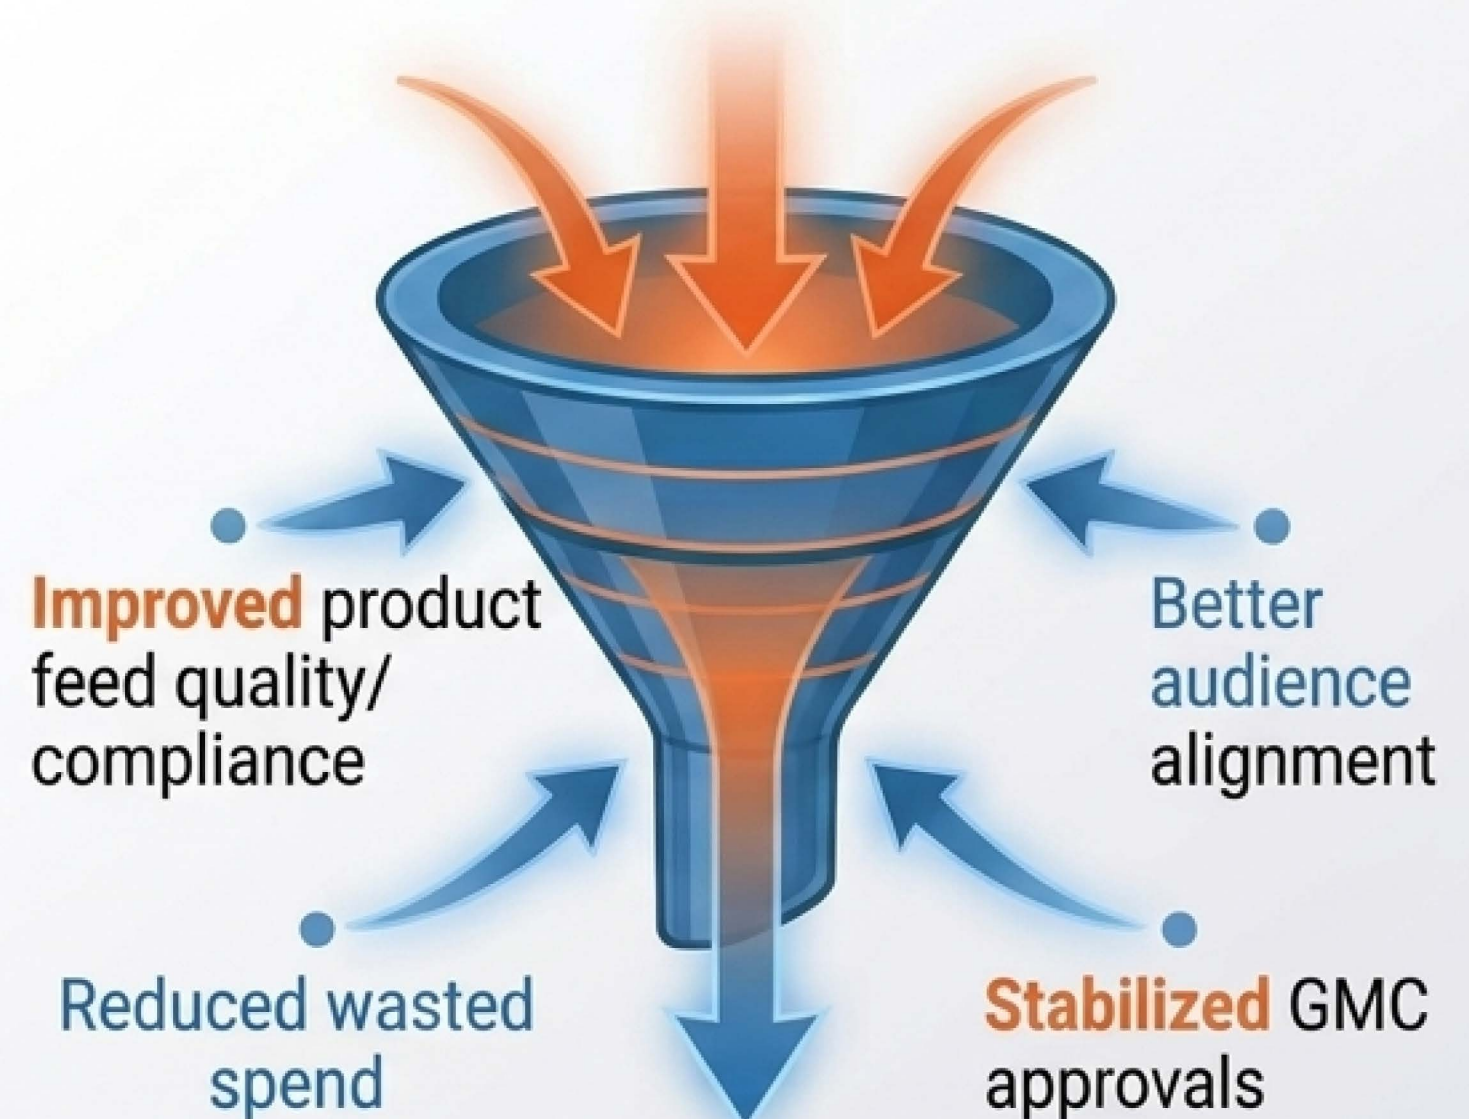 Improved product
feed quality/
compliance
Better
audience
alignment
Reduced wasted
spend
Stabilized GMC
approvals